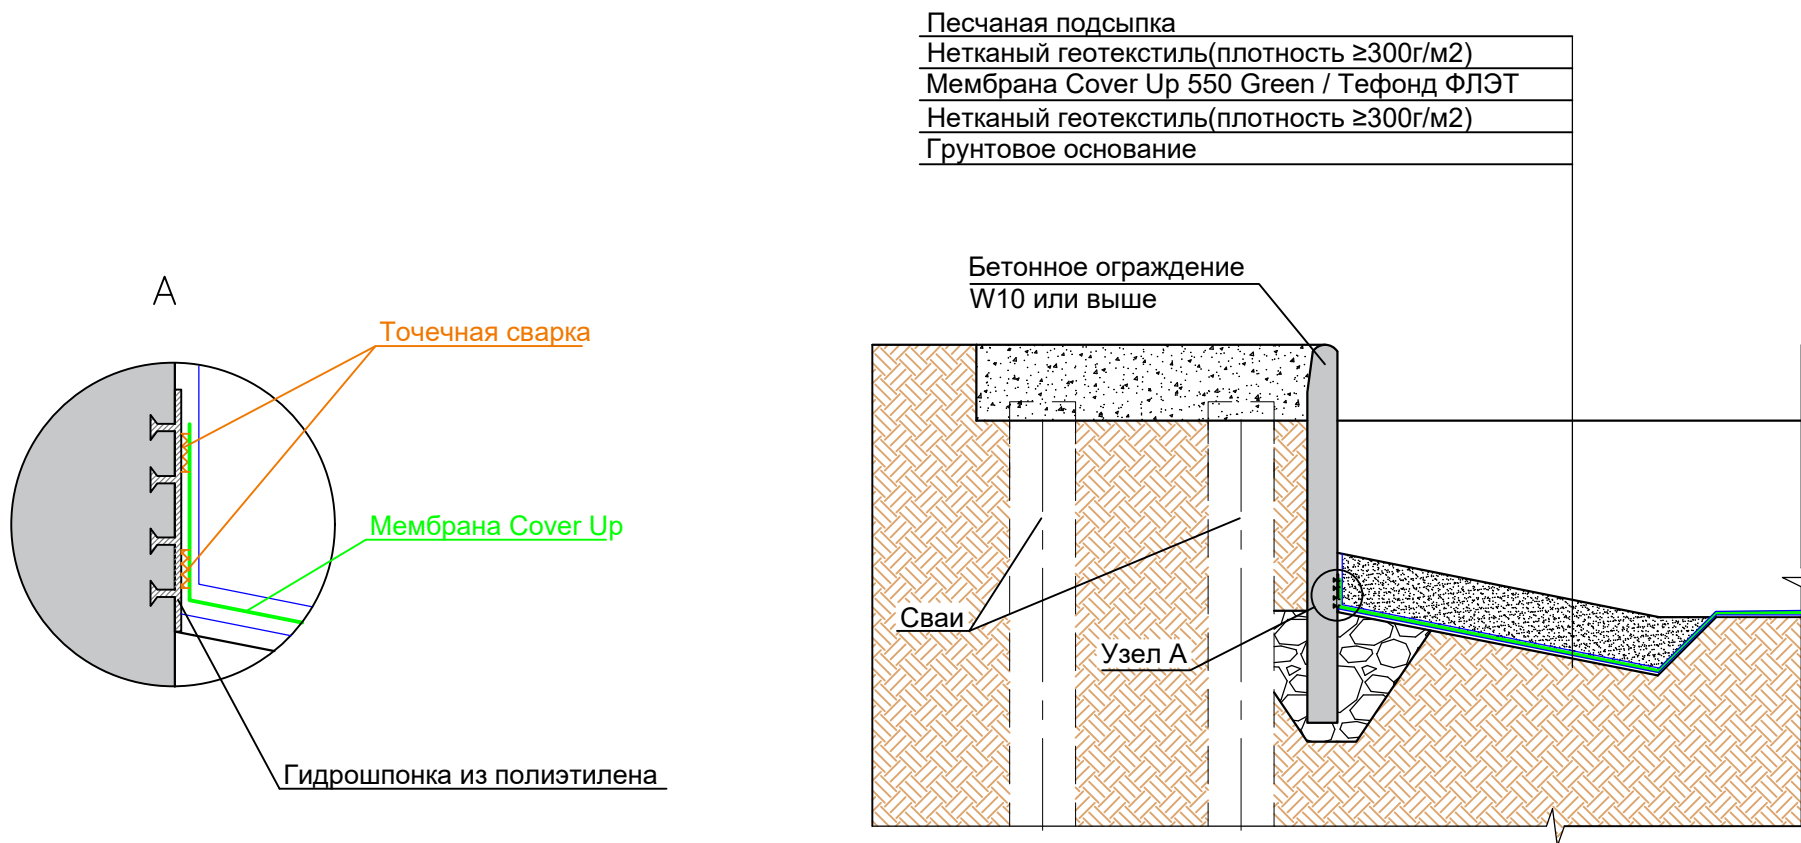 Песчаная подсыпка
Нетканый геотекстиль(плотность ≥300г/м2)
Мембрана Cover Up 550 Green / Тефонд ФЛЭТ
Нетканый геотекстиль(плотность ≥300г/м2)
Грунтовое основание
Бетонное ограждение
W10 или выше
А
Точечная сварка
Мембрана Cover Up
Сваи
Узел А
Гидрошпонка из полиэтилена